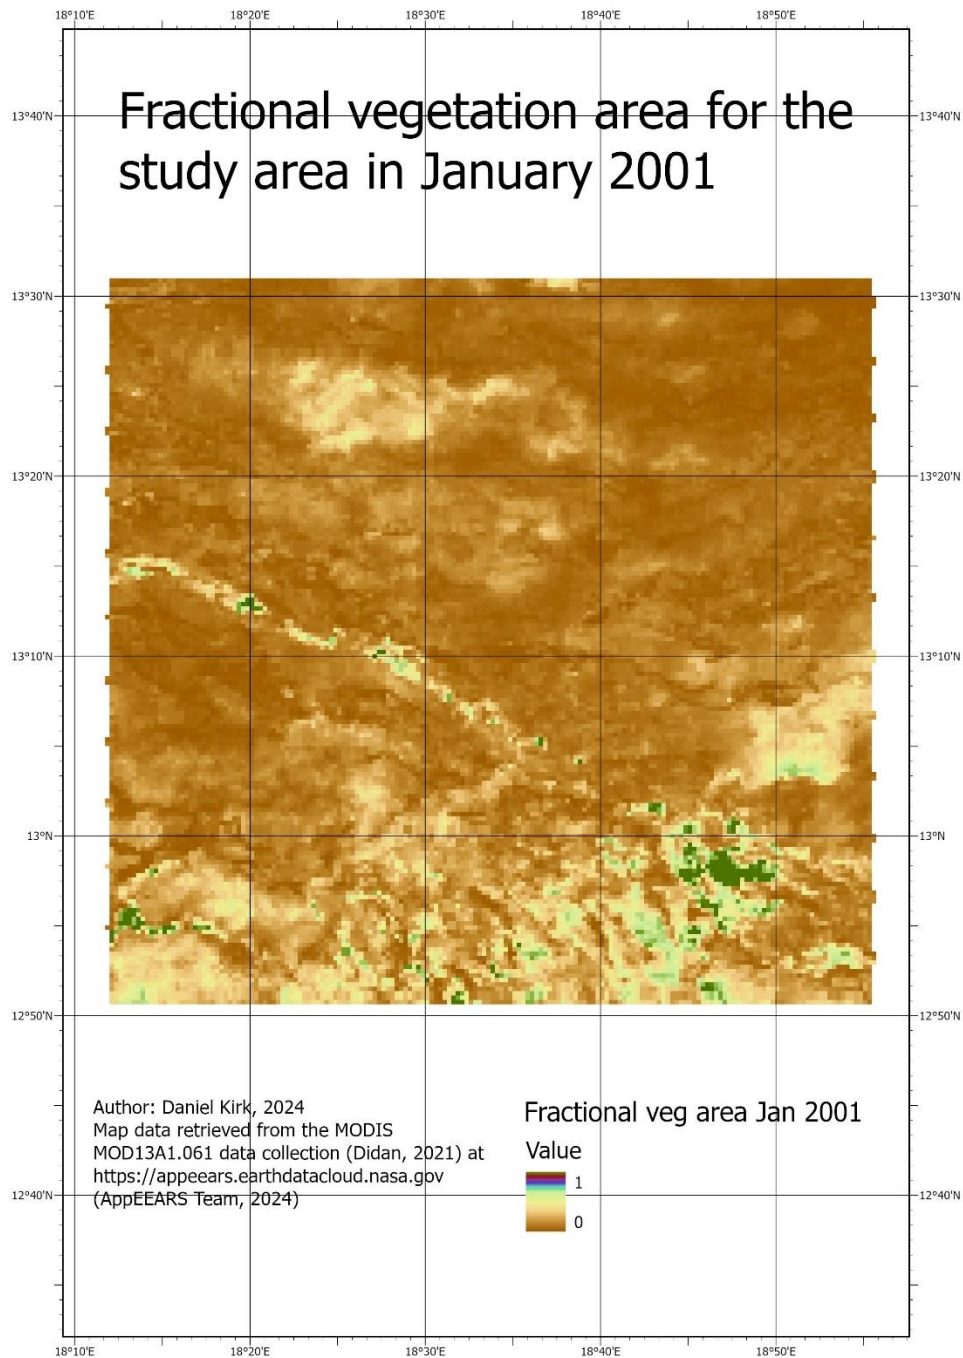 18°10'E 18°20'E 18°30'E 18°40'E 18°50'E
Fractional vegetation area for the
study area in January 2001
13°40'N 13°40'N
13°30'N 13°30'N
13°20'N 13°20'N
13°10'N 13°10'N
13°N 13°N
12°50'N 12°50'N
Author: Daniel Kirk, 2024
Map data retrieved from the MODIS
MOD13A1.061 data collection (Didan, 2021) at
https://appeears.earthdatacloud.nasa.gov
(AppEEARS Team, 2024)
Fractional veg area Jan 2001
Value
1
0
12°40'N 12°40'N
18°10'E 18°20'E 18°30'E 18°40'E 18°50'E